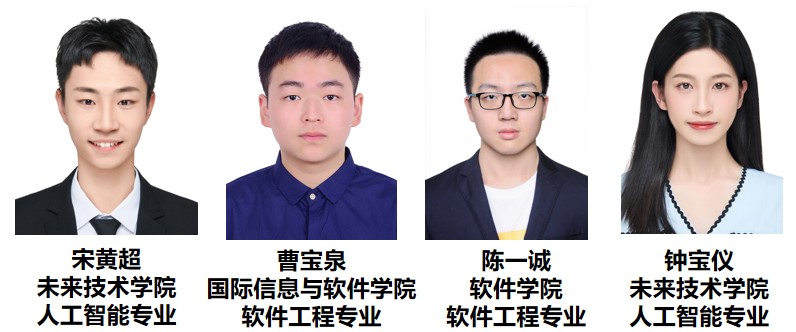 宋黄超
未来技术学院
人工智能专业
曹宝泉
国际信息与软件学院
软件工程专业
陈一诚
软件学院
软件工程专业
钟宝仪
未来技术学院
人工智能专业